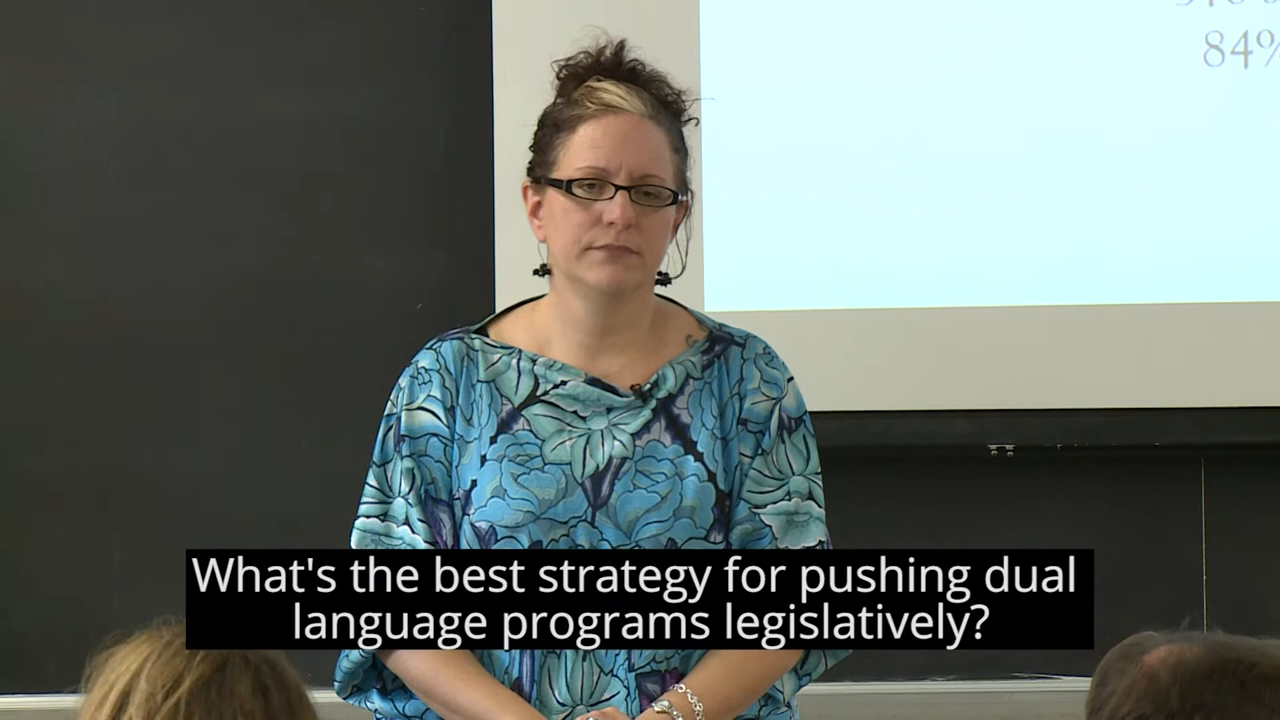 84%
What's the best strategy for pushing dual
language programs legislatively?